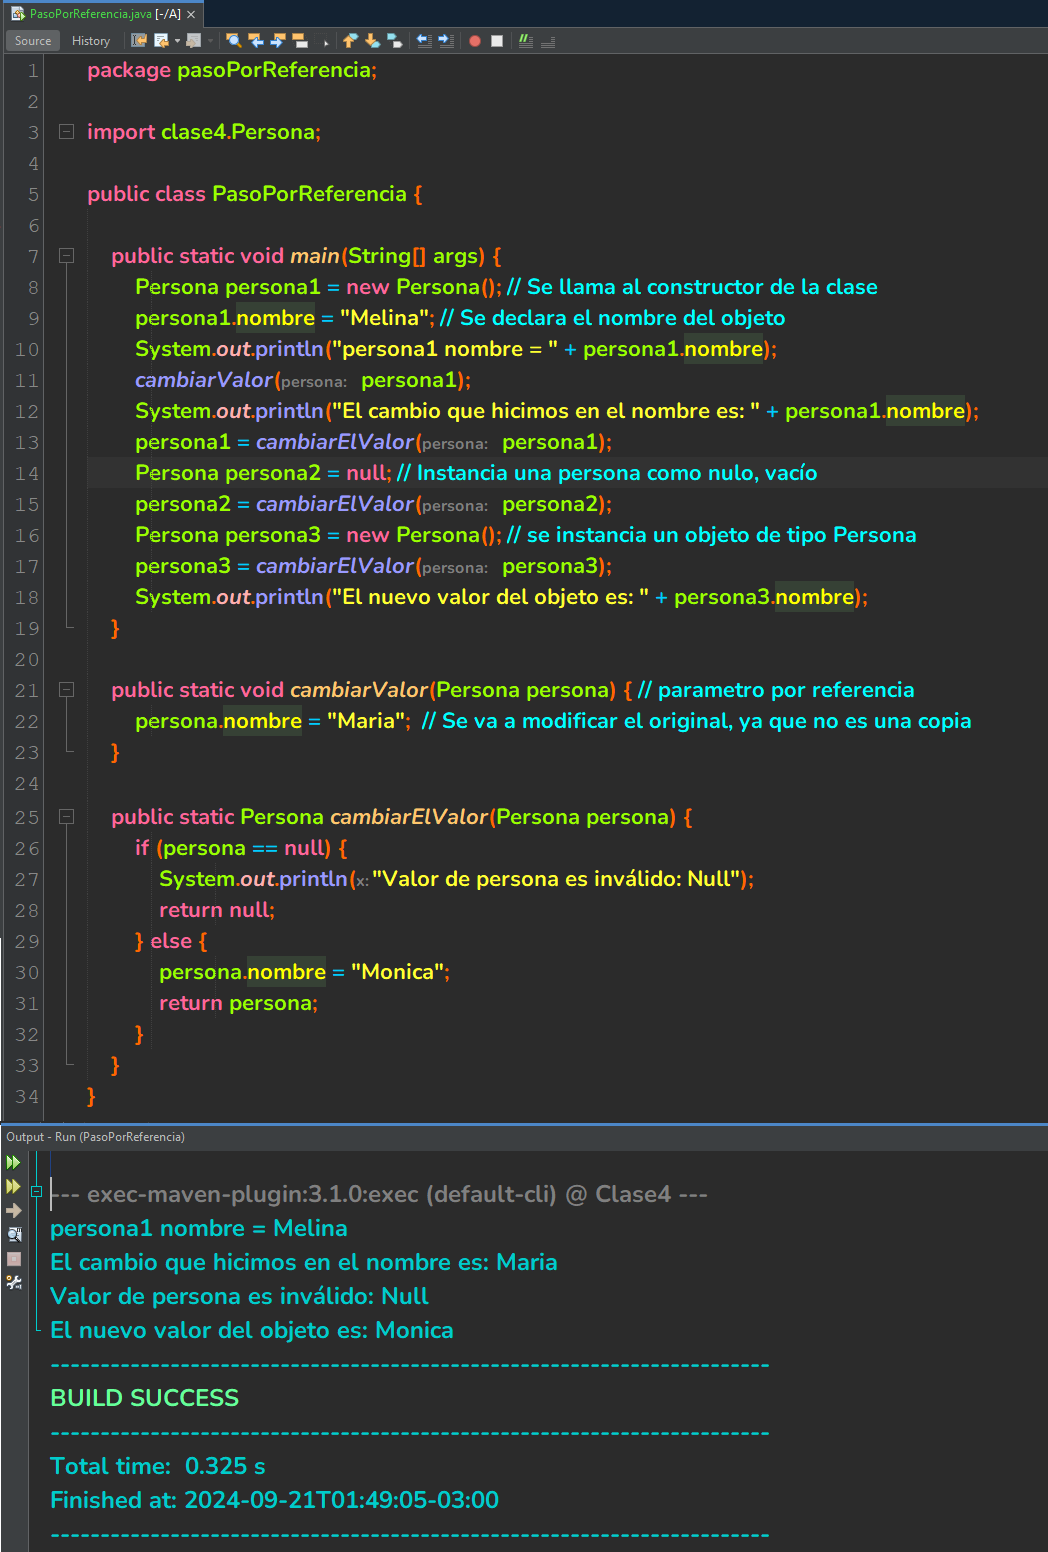 PasoPorReferencia.java [-/A]
Source History
1 package pasoPorReferencia;
2
3 import clase4.Persona;
4
5 public class PasoPorReferencia {
6
7 public static void main(String[] args) {
8 Persona persona1 = new Persona(); // Se llama al constructor de la clase
9 persona1.nombre = "Melina"; // Se declara el nombre del objeto
10 System.out.println("persona1 nombre = " + persona1.nombre);
11 cambiarValor(persona: persona1);
12 System.out.println("El cambio que hicimos en el nombre es: " + persona1.nombre);
13 persona1 = cambiarElValor(persona: persona1);
14 Persona persona2 = null; // Instancia una persona como nulo, vacío
15 persona2 = cambiarElValor(persona: persona2);
16 Persona persona3 = new Persona(); // se instancia un objeto de tipo Persona
17 persona3 = cambiarElValor(persona: persona3);
18 System.out.println("El nuevo valor del objeto es: " + persona3.nombre);
19 }
20
21 public static void cambiarValor(Persona persona) { // parametro por referencia
22 persona.nombre = "Maria"; // Se va a modificar el original, ya que no es una copia
23 }
24
25 public static Persona cambiarElValor(Persona persona) {
26 if (persona == null) {
27 System.out.println(x: "Valor de persona es inválido: Null");
28 return null;
29 } else {
30 persona.nombre = "Monica";
31 return persona;
32 }
33 }
34 }
Output - Run (PasoPorReferencia)
--- exec-maven-plugin:3.1.0:exec (default-cli) @ Clase4 ---
persona1 nombre = Melina
El cambio que hicimos en el nombre es: Maria
Valor de persona es inválido: Null
El nuevo valor del objeto es: Monica
------------------------------------------------------------------------
BUILD SUCCESS
------------------------------------------------------------------------
Total time:  0.325 s
Finished at: 2024-09-21T01:49:05-03:00
------------------------------------------------------------------------